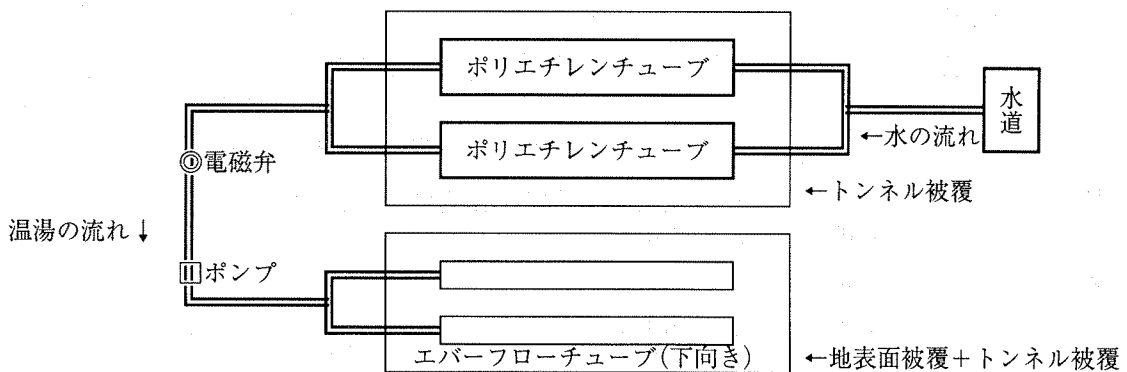 ポリエチレンチューブ
水道
ポリエチレンチューブ
←水の流れ
◎電磁弁
←トンネル被覆
温湯の流れ↓
ポンプ
エバーフローチューブ(下向き)
←地表面被覆＋トンネル被覆